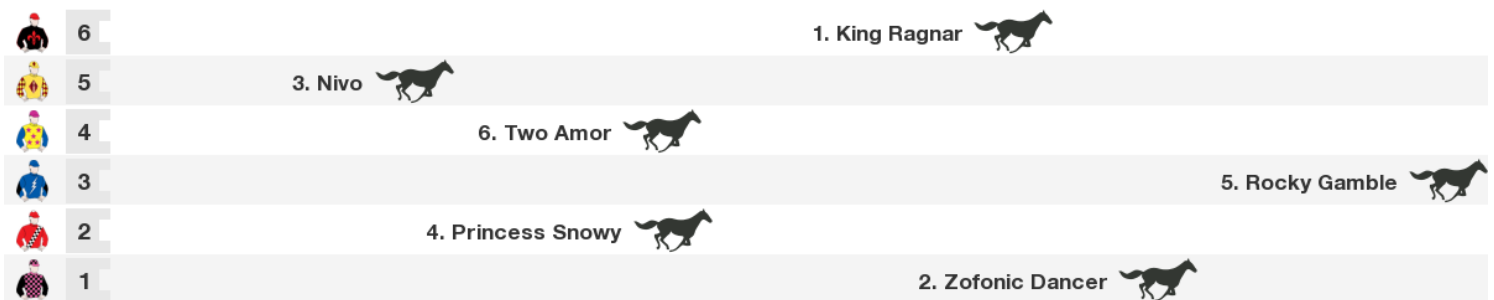 6 1. King Ragnar
5 3. Nivo
4 6. Two Amor
3 5. Rocky Gamble
2 4. Princess Snowy
1 2. Zofonic Dancer